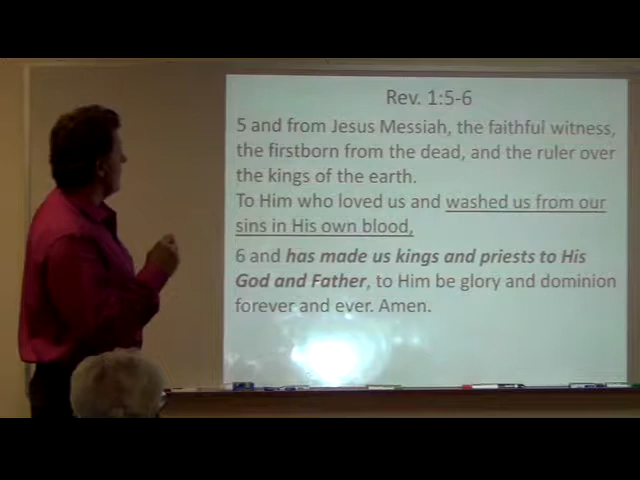 Rev. 1:5-6
5 and from Jesus Messiah, the faithful witness,
the firstborn from the dead, and the ruler over
the kings of the earth.
To Him who loved us and washed us from our
sins in His own blood,
6 and has made us kings and priests to His
God and Father, to Him be glory and dominion
forever and ever. Amen.